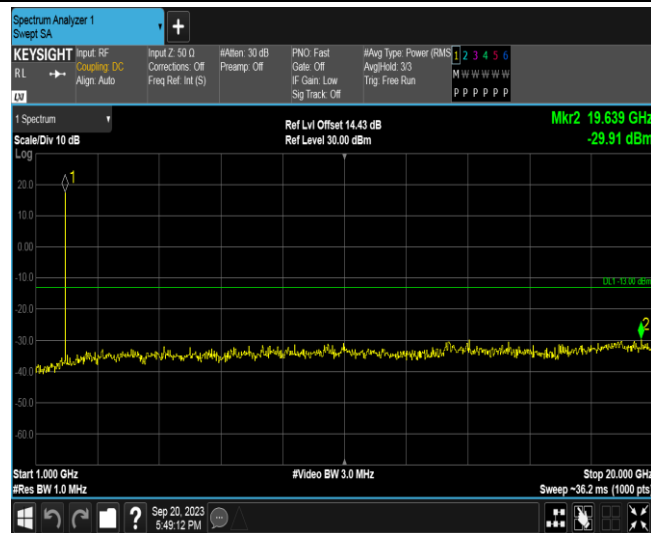 Spectrum Analyzer 1
Swept SA
+
KEYSIGHT
RL
LXI
Input: RF
Coupling: DC
Align: Auto
Input Z: 50 Ω
Corrections: Off
Freq Ref: Int (S)
#Atten: 30 dB
Preamp: Off
PNO: Fast
Gate: Off
IF Gain: Low
Sig Track: Off
#Avg Type: Power (RMS
Avg|Hold: 3/3
Trig: Free Run
1 2 3 4 5 6
M W W W W W
P P P P P P
1 Spectrum
Scale/Div 10 dB
Log
Ref Lvl Offset 14.43 dB
Ref Level 30.00 dBm
Mkr2 19.639 GHz
-29.91 dBm
1
20.0
10.0
0.00
-10.0
DL1 -13.00 dBm
-20.0
2
-30.0
-40.0
-50.0
-60.0
Start 1.000 GHz
#Res BW 1.0 MHz
#Video BW 3.0 MHz
Stop 20.000 GHz
Sweep ~36.2 ms (1000 pts)
?
Sep 20, 2023
5:49:12 PM